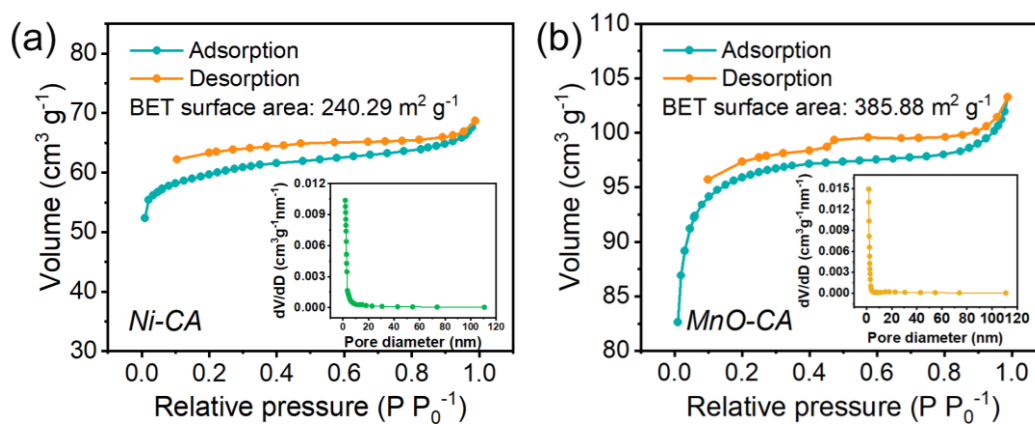 (a)
Adsorption
Desorption
BET surface area: 240.29 m² g⁻¹
Volume (cm³ g⁻¹)
80
70
60
50
40
30
Ni-CA
0.0 0.2 0.4 0.6 0.8 1.0
Relative pressure (P P₀⁻¹)
dV/dD (cm³g⁻¹nm⁻¹)
0.012
0.009
0.006
0.003
0.000
0 20 40 60 80 100 120
Pore diameter (nm)
(b)
Adsorption
Desorption
BET surface area: 385.88 m² g⁻¹
Volume (cm³ g⁻¹)
110
105
100
95
90
85
80
MnO-CA
0.0 0.2 0.4 0.6 0.8 1.0
Relative pressure (P P₀⁻¹)
dV/dD (cm³g⁻¹nm⁻¹)
0.015
0.012
0.009
0.006
0.003
0.000
0 20 40 60 80 100 120
Pore diameter (nm)